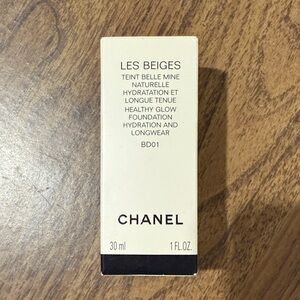 LES BEIGES
TEINT BELLE MINE
NATURELLE
HYDRATATION ET
LONGUE TENUE
HEALTHY GLOW
FOUNDATION
HYDRATION AND
LONGWEAR
BD01
CHANEL
30 ml 1 FL.OZ.